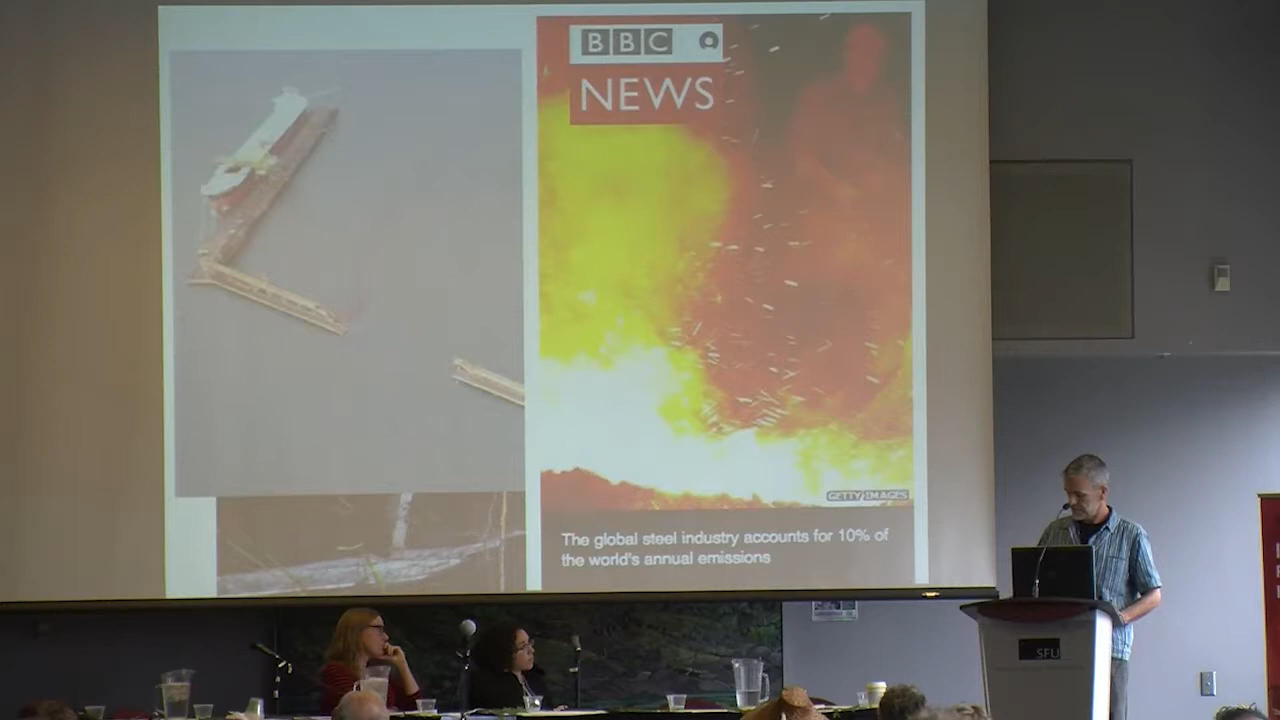 BBC
NEWS
GETTY IMAGES
The global steel industry accounts for 10% of
the world's annual emissions
SFU